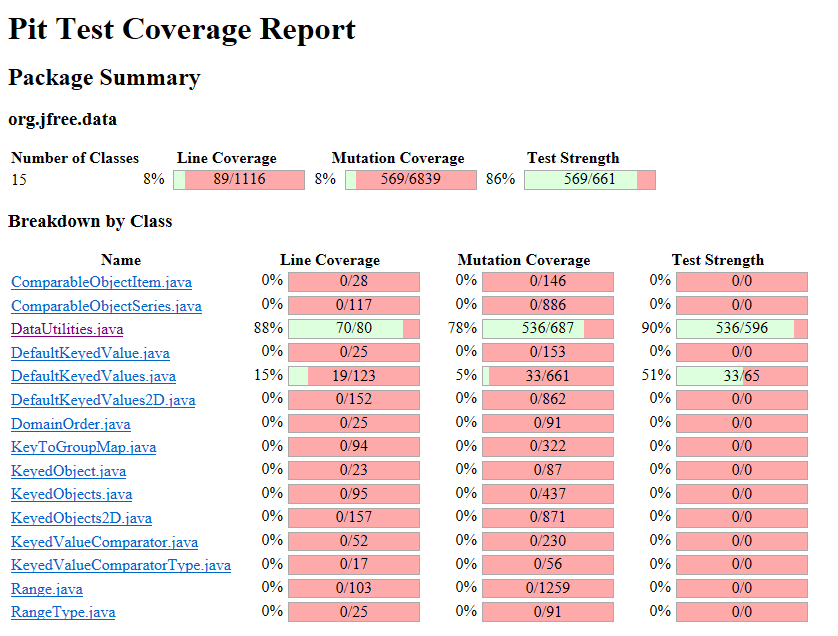 Pit Test Coverage Report
Package Summary
org.jfree.data
Number of Classes Line Coverage Mutation Coverage Test Strength
15 8% 89/1116 8% 569/6839 86% 569/661
Breakdown by Class
Name Line Coverage Mutation Coverage Test Strength
ComparableObjectItem.java 0% 0/28 0% 0/146 0% 0/0
ComparableObjectSeries.java 0% 0/117 0% 0/886 0% 0/0
DataUtilities.java 88% 70/80 78% 536/687 90% 536/596
DefaultKeyedValue.java 0% 0/25 0% 0/153 0% 0/0
DefaultKeyedValues.java 15% 19/123 5% 33/661 51% 33/65
DefaultKeyedValues2D.java 0% 0/152 0% 0/862 0% 0/0
DomainOrder.java 0% 0/25 0% 0/91 0% 0/0
KeyToGroupMap.java 0% 0/94 0% 0/322 0% 0/0
KeyedObject.java 0% 0/23 0% 0/87 0% 0/0
KeyedObjects.java 0% 0/95 0% 0/437 0% 0/0
KeyedObjects2D.java 0% 0/157 0% 0/871 0% 0/0
KeyedValueComparator.java 0% 0/52 0% 0/230 0% 0/0
KeyedValueComparatorType.java 0% 0/17 0% 0/56 0% 0/0
Range.java 0% 0/103 0% 0/1259 0% 0/0
RangeType.java 0% 0/25 0% 0/91 0% 0/0